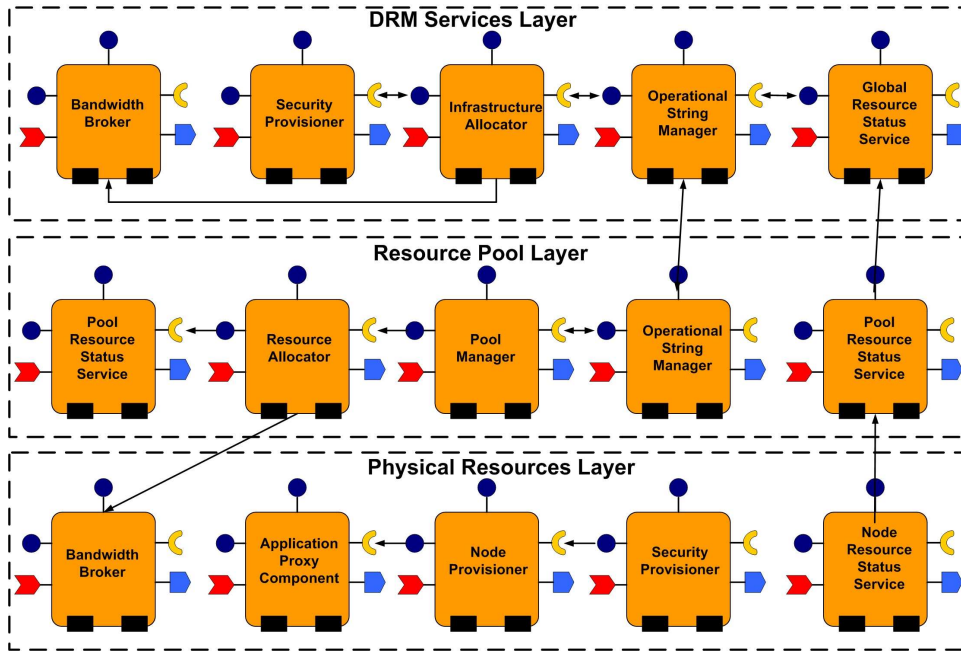 DRM Services Layer
Bandwidth
Broker
Security
Provisioner
Infrastructure
Allocator
Operational
String
Manager
Global
Resource
Status
Service
Resource Pool Layer
Pool
Resource
Status
Service
Resource
Allocator
Pool
Manager
Operational
String
Manager
Pool
Resource
Status
Service
Physical Resources Layer
Bandwidth
Broker
Application
Proxy
Component
Node
Provisioner
Security
Provisioner
Node
Resource
Status
Service